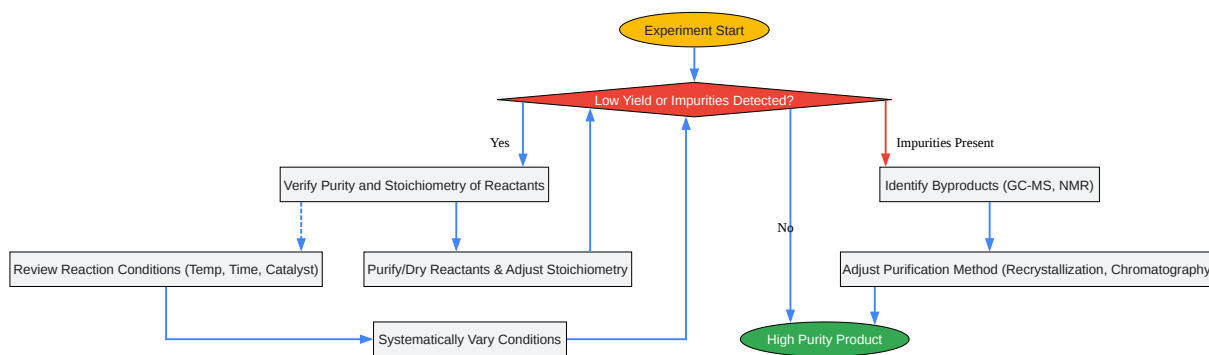 Experiment Start
Low Yield or Impurities Detected?
Yes
Impurities Present
Verify Purity and Stoichiometry of Reactants
Identify Byproducts (GC-MS, NMR)
No
Review Reaction Conditions (Temp, Time, Catalyst)
Purify/Dry Reactants & Adjust Stoichiometry
Adjust Purification Method (Recrystallization, Chromatography
Systematically Vary Conditions
High Purity Product